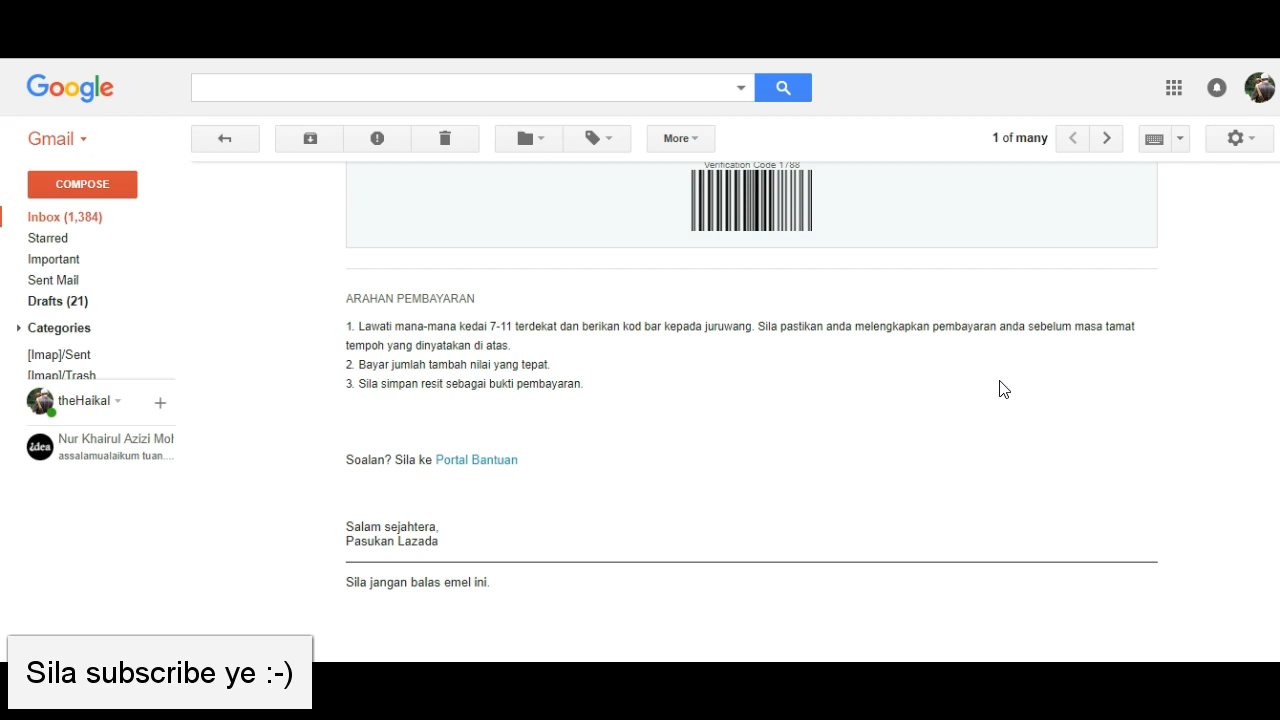 Google
Gmail
More
1 of many
COMPOSE
Inbox (1,384)
Starred
Important
Sent Mail
Drafts (21)
Categories
[Imap]/Sent
[Imap]/Trash
theHaikal
idea
Nur Khairul Azizi Moh
assalamualaikum tuan....
Verification Code 1788
ARAHAN PEMBAYARAN
1. Lawati mana-mana kedai 7-11 terdekat dan berikan kod bar kepada juruwang. Sila pastikan anda melengkapkan pembayaran anda sebelum masa tamat
tempoh yang dinyatakan di atas.
2. Bayar jumlah tambah nilai yang tepat.
3. Sila simpan resit sebagai bukti pembayaran.
Soalan? Sila ke Portal Bantuan
Salam sejahtera,
Pasukan Lazada
Sila jangan balas emel ini.
Sila subscribe ye :-)